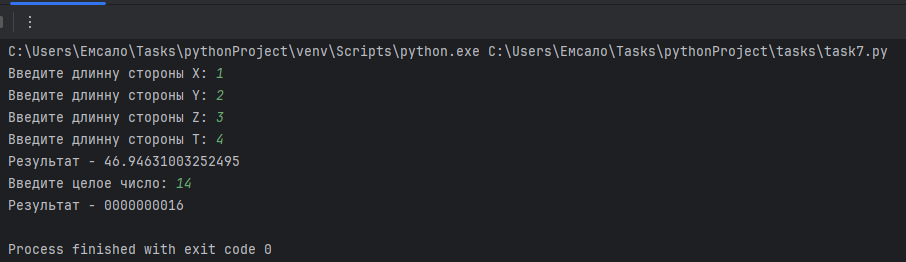 C:\Users\Емсало\Tasks\pythonProject\venv\Scripts\python.exe C:\Users\Емсало\Tasks\pythonProject\tasks\task7.py
Введите длинну стороны X: 1
Введите длинну стороны Y: 2
Введите длинну стороны Z: 3
Введите длинну стороны T: 4
Результат - 46.94631003252495
Введите целое число: 14
Результат - 0000000016
Process finished with exit code 0